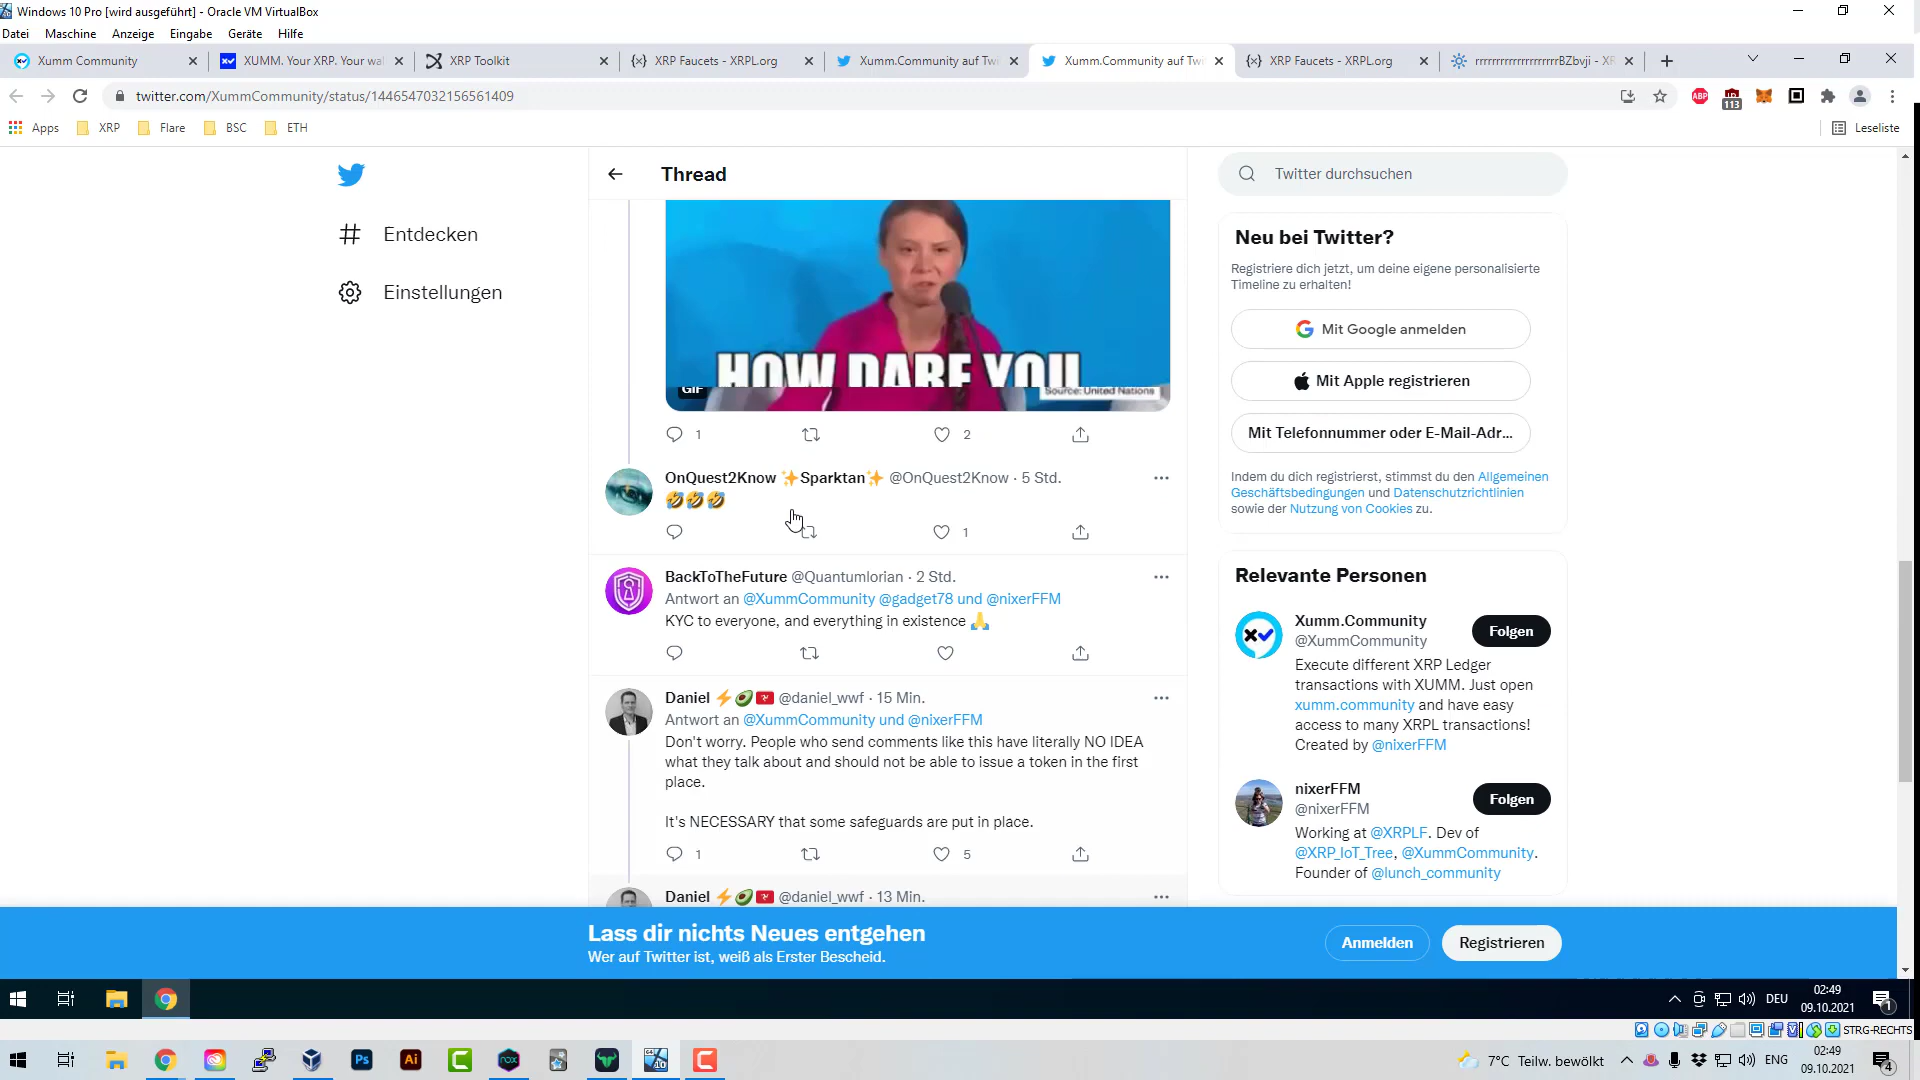 Windows 10 Pro [wird ausgeführt] - Oracle VM VirtualBox
Datei Maschine Anzeige Eingabe Geräte Hilfe
Xumm Community
XUMM. Your XRP. Your wal
XRP Toolkit
XRP Faucets - XRPL.org
Xumm.Community auf Twi
Xumm.Community auf Twi
XRP Faucets - XRPL.org
rrrrrrrrrrrrrrrrrrrrBZbvji - XR
twitter.com/XummCommunity/status/1446547032156561409
ABP
113
Apps XRP Flare BSC ETH
Leseliste
Entdecken
Einstellungen
Thread
HOW DARE YOU
GIF
Source: United Nations
1
2
OnQuest2Know ✨Sparktan✨ @OnQuest2Know · 5 Std.
🤣🤣🤣
1
BackToTheFuture @Quantumlorian · 2 Std.
Antwort an @XummCommunity @gadget78 und @nixerFFM
KYC to everyone, and everything in existence 🙏
Daniel ⚡🥑🇮🇲 @daniel_wwf · 15 Min.
Antwort an @XummCommunity und @nixerFFM
Don't worry. People who send comments like this have literally NO IDEA
what they talk about and should not be able to issue a token in the first
place.
It's NECESSARY that some safeguards are put in place.
1
5
Daniel ⚡🥑🇮🇲 @daniel_wwf · 13 Min.
Twitter durchsuchen
Neu bei Twitter?
Registriere dich jetzt, um deine eigene personalisierte
Timeline zu erhalten!
Mit Google anmelden
Mit Apple registrieren
Mit Telefonnummer oder E-Mail-Adr...
Indem du dich registrierst, stimmst du den Allgemeinen
Geschäftsbedingungen und Datenschutzrichtlinien
sowie der Nutzung von Cookies zu.
Relevante Personen
Xumm.Community
@XummCommunity
Folgen
Execute different XRP Ledger
transactions with XUMM. Just open
xumm.community and have easy
access to many XRPL transactions!
Created by @nixerFFM
nixerFFM
@nixerFFM
Folgen
Working at @XRPLF. Dev of
@XRP_IoT_Tree, @XummCommunity.
Founder of @lunch_community
Lass dir nichts Neues entgehen
Wer auf Twitter ist, weiß als Erster Bescheid.
Anmelden
Registrieren
DEU
02:49
09.10.2021
1
STRG-RECHTS
Ps
Ai
nox
7°C Teilw. bewölkt
ENG
02:49
09.10.2021
4